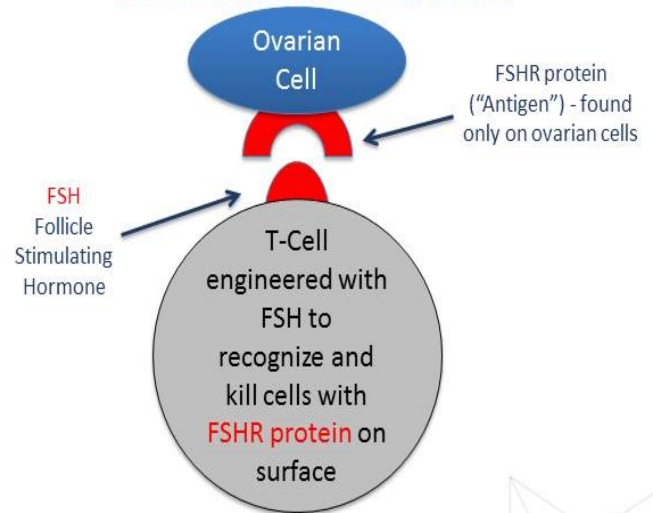 Ovarian
Cell
FSHR protein
("Antigen") - found
only on ovarian cells
FSH
Follicle
Stimulating
Hormone
T-Cell
engineered with
FSH to
recognize and
kill cells with
FSHR protein on
surface